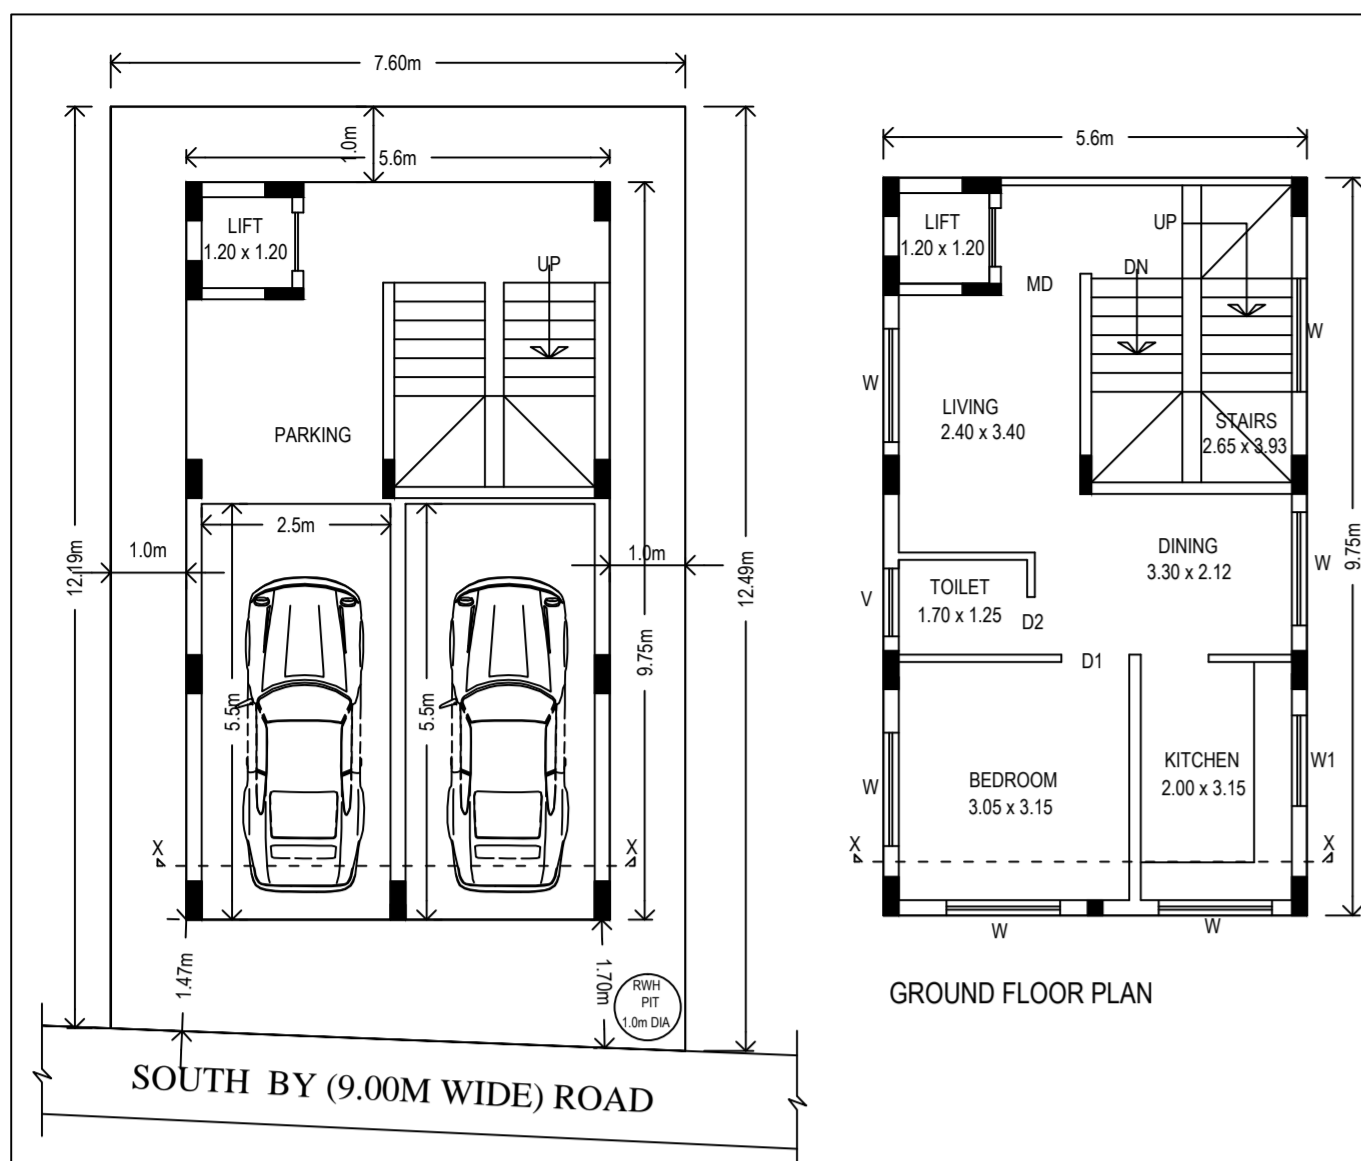 7.60m
1.0m
5.6m
LIFT
1.20 x 1.20
UP
PARKING
2.5m
1.0m
1.0m
12.19m
12.49m
9.75m
5.5m
5.5m
X
X
1.47m
1.70m
RWH
PIT
1.0m DIA
SOUTH BY (9.00M WIDE) ROAD
5.6m
LIFT
1.20 x 1.20
UP
DN
MD
W
W
LIVING
2.40 x 3.40
STAIRS
2.65 x 3.93
9.75m
DINING
3.30 x 2.12
W
V
TOILET
1.70 x 1.25
D2
D1
BEDROOM
3.05 x 3.15
KITCHEN
2.00 x 3.15
W
W1
X
X
W
W
GROUND FLOOR PLAN